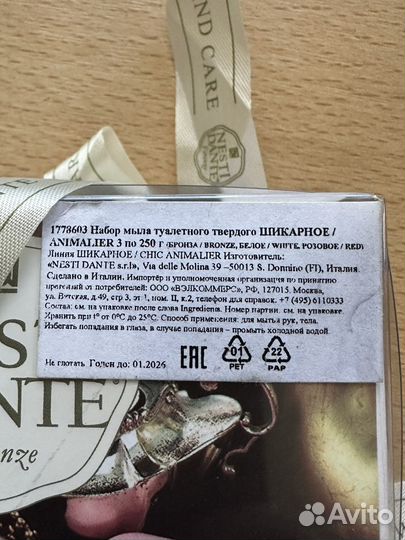 ND CARE
NESTI
DANTE
1778603 Набор мыла туалетного твердого ШИКАРНОЕ /
ANIMALIER 3 по 250 г (БРОНЗА / BRONZE, БЕЛОЕ / WHITE, РОЗОВОЕ / RED)
Линия ШИКАРНОЕ / CHIC ANIMALIER Изготовитель:
«NESTI DANTE s.r.l», Via delle Molina 39 –50013 S. Donnino (FI), Италия.
Сделано в Италии. Импортёр и уполномоченная организация по принятию
претензий от потребителей: ООО «ВЭЛКОММЕРС», РФ, 127015, Москва,
ул. Вятская, д.49, стр 3, эт.1, пом. II, к.2, телефон для справок: +7 (495) 6110333
Состав: см. на упаковке после слова Ingredients. Номер партии: см. на упаковке.
Хранить при t° от 0°C до 25°C. Способ применения: для мытья рук, тела.
Избегать попадания в глаза, в случае попадания – промыть холодной водой.
Не глотать. Годен до: 01.2026
EAC
01
PET
22
PAP
DANTE
Avito